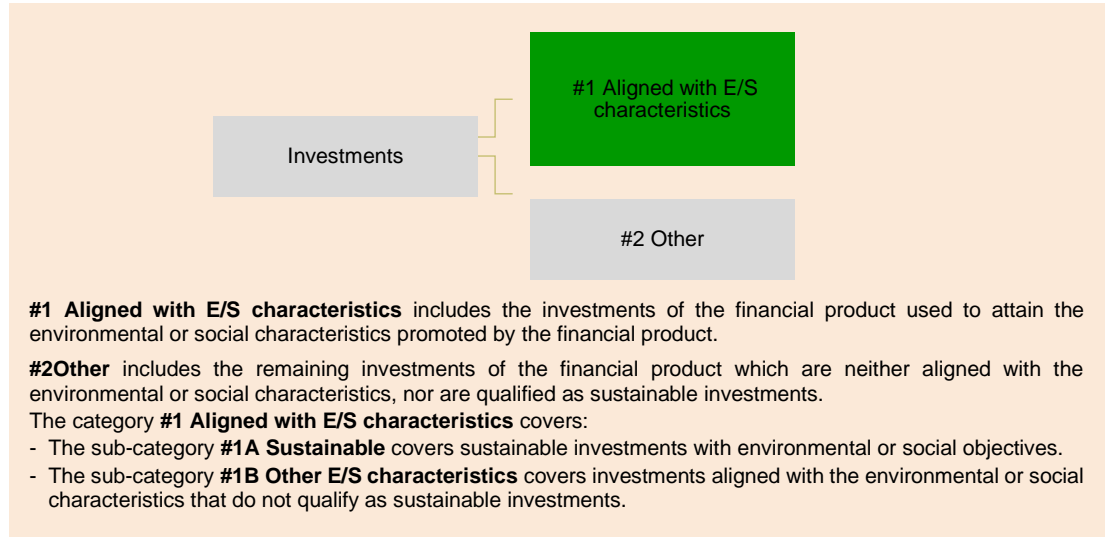 #1 Aligned with E/S
characteristics
Investments
#2 Other
#1 Aligned with E/S characteristics includes the investments of the financial product used to attain the
environmental or social characteristics promoted by the financial product.
#2Other includes the remaining investments of the financial product which are neither aligned with the
environmental or social characteristics, nor are qualified as sustainable investments.
The category #1 Aligned with E/S characteristics covers:
- The sub-category #1A Sustainable covers sustainable investments with environmental or social objectives.
- The sub-category #1B Other E/S characteristics covers investments aligned with the environmental or social
characteristics that do not qualify as sustainable investments.